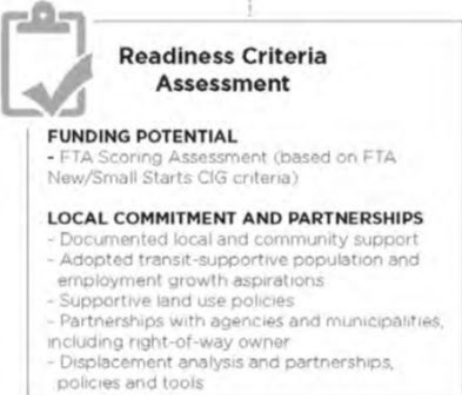 Readiness Criteria
Assessment
FUNDING POTENTIAL
- FTA Scoring Assessment (based on FTA
New/Small Starts CIG criteria)
LOCAL COMMITMENT AND PARTNERSHIPS
- Documented local and community support
- Adopted transit-supportive population and
employment growth aspirations
- Supportive land use policies
- Partnerships with agencies and municipalities,
including right-of-way owner
- Displacement analysis and partnerships,
policies and tools